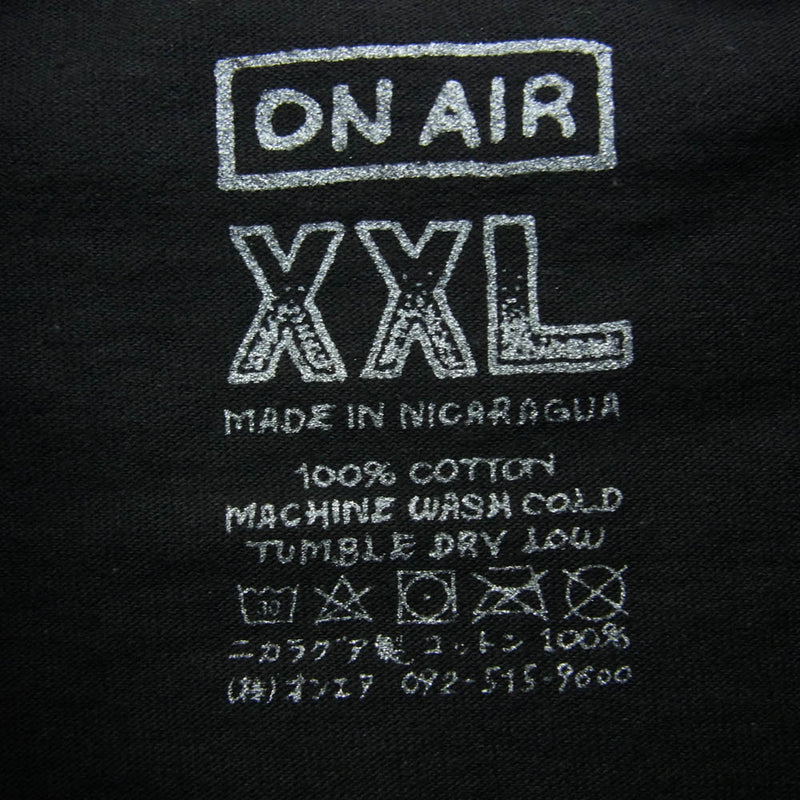 ON AIR
XXL
MADE IN NICARAGUA
100% COTTON
MACHINE WASH COLD
TUMBLE DRY LOW
30
ニカラグア製 コットン 100%
(株)オンエア 092-515-9600